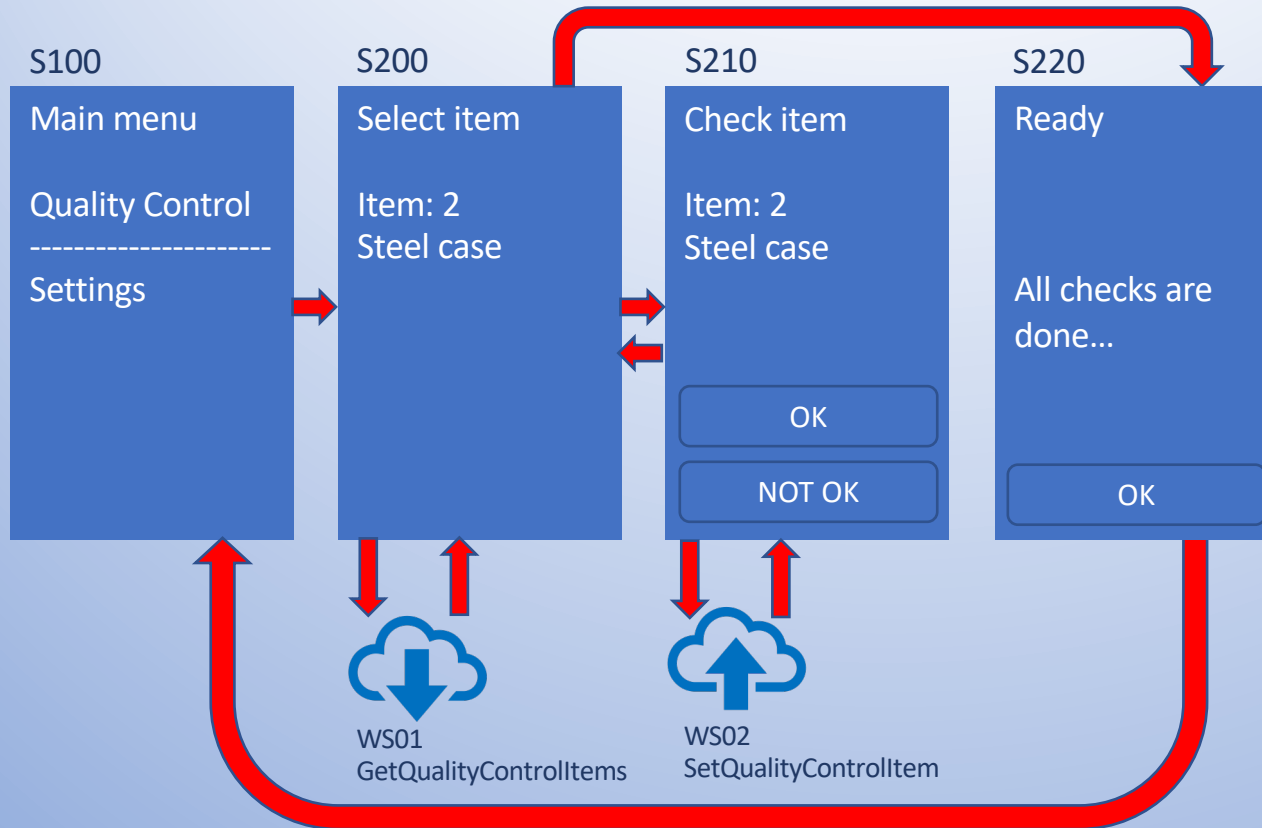 S100
Main menu
Quality Control
----------------------
Settings
S200
Select item
Item: 2
Steel case
S210
Check item
Item: 2
Steel case
OK
NOT OK
S220
Ready
All checks are
done...
OK
WS01
GetQualityControlItems
WS02
SetQualityControlItem